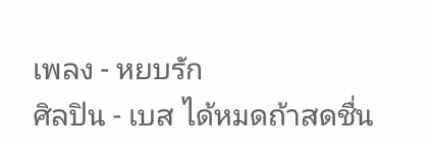 เพลง - หยบรัก
ศิลปิน - เบส ได้หมดถ้าสดชื่น